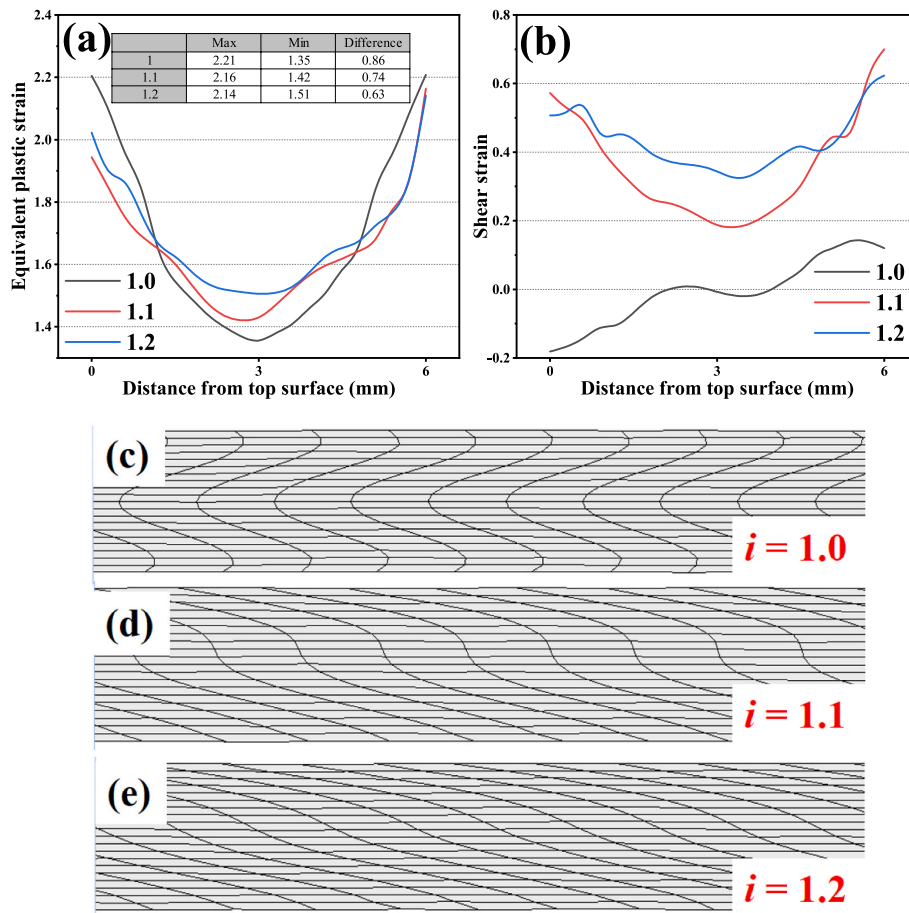 (a)
Max Min Difference
1 2.21 1.35 0.86
1.1 2.16 1.42 0.74
1.2 2.14 1.51 0.63
2.4
2.2
2.0
1.8
1.6
1.4
Equivalent plastic strain
1.0
1.1
1.2
0 3 6
Distance from top surface (mm)
(b)
0.8
0.6
0.4
0.2
0.0
-0.2
Shear strain
1.0
1.1
1.2
0 3 6
Distance from top surface (mm)
(c)
i = 1.0
(d)
i = 1.1
(e)
i = 1.2